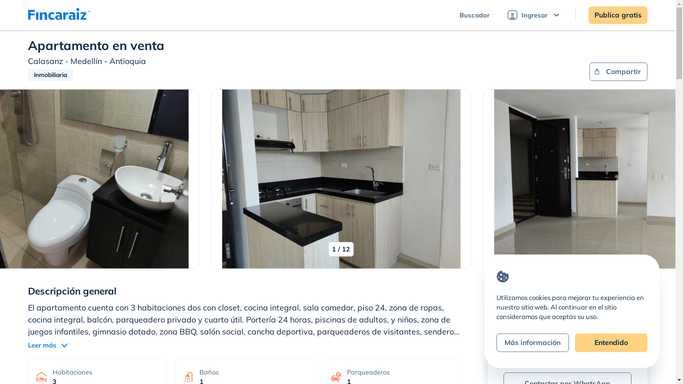 Fincaraiz
Buscador
Ingresar
Publica gratis
Apartamento en venta
Calasanz - Medellín - Antioquia
Inmobiliaria
Compartir
1 / 12
Descripción general
El apartamento cuenta con 3 habitaciones dos con closet, cocina integral, sala comedor, piso 24, zona de ropas,
cocina integral, balcón, parqueadero privado y cuarto útil. Portería 24 horas, piscinas de adultos, y niños, zona de
juegos infantiles, gimnasio dotado, zona BBQ, salón social, cancha deportiva, parqueaderos de visitantes, sendero...
Leer más
Habitaciones
3
Baños
1
Parqueaderos
1
Utilizamos cookies para mejorar tu experiencia en
nuestro sitio web. Al continuar en el sitio
consideramos que aceptas su uso.
Más información
Entendido
Contactar por WhatsApp